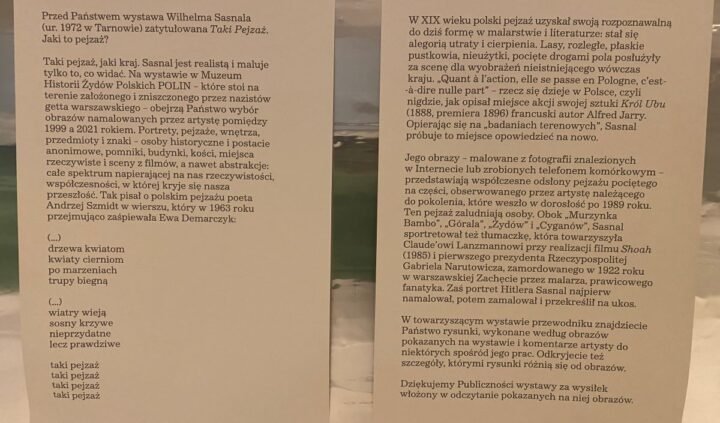 Przed Państwem wystawa Wilhelma Sasnala
(ur. 1972 w Tarnowie) zatytułowana Taki Pejzaż.
Jaki to pejzaż?
Taki pejzaż, jaki kraj. Sasnal jest realistą i maluje
tylko to, co widać. Na wystawie w Muzeum
Historii Żydów Polskich POLIN – które stoi na
terenie założonego i zniszczonego przez nazistów
getta warszawskiego – obejrzą Państwo wybór
obrazów namalowanych przez artystę pomiędzy
1999 a 2021 rokiem. Portrety, pejzaże, wnętrza,
przedmioty i znaki – osoby historyczne i postacie
anonimowe, pomniki, budynki, kości, miejsca
rzeczywiste i sceny z filmów, a nawet abstrakcje:
całe spektrum napierającej na nas rzeczywistości,
współczesności, w której kryje się nasza
przeszłość. Tak pisał o polskim pejzażu poeta
Andrzej Szmidt w wierszu, który w 1963 roku
przejmująco zaśpiewała Ewa Demarczyk:
(...)
drzewa kwiatom
kwiaty cierniom
po marzeniach
trupy biegną
(...)
wiatry wieją
sosny krzywe
nieprzydatne
lecz prawdziwe
taki pejzaż
taki pejzaż
taki pejzaż
taki pejzaż
W XIX wieku polski pejzaż uzyskał swoją rozpoznawalną
do dziś formę w malarstwie i literaturze: stał się
alegorią utraty i cierpienia. Lasy, rozległe, płaskie
pustkowia, nieużytki, pocięte drogami pola posłużyły
za scenę dla wyobrażeń nieistniejącego wówczas
kraju. „Quant à l'action, elle se passe en Pologne, c'est-
à-dire nulle part” – rzecz się dzieje w Polsce, czyli
nigdzie, jak opisał miejsce akcji swojej sztuki Król Ubu
(1888, premiera 1896) francuski autor Alfred Jarry.
Opierając się na „badaniach terenowych”, Sasnal
próbuje to miejsce opowiedzieć na nowo.
Jego obrazy – malowane z fotografii znalezionych
w Internecie lub zrobionych telefonem komórkowym –
przedstawiają współczesne odsłony pejzażu pociętego
na części, obserwowanego przez artystę należącego
do pokolenia, które weszło w dorosłość po 1989 roku.
Ten pejzaż zaludniają osoby. Obok „Murzynka
Bambo”, „Górala”, „Żydów” i „Cyganów”, Sasnal
sportretował też tłumaczkę, która towarzyszyła
Claude'owi Lanzmannowi przy realizacji filmu Shoah
(1985) i pierwszego prezydenta Rzeczypospolitej
Gabriela Narutowicza, zamordowanego w 1922 roku
w warszawskiej Zachęcie przez malarza, prawicowego
fanatyka. Zaś portret Hitlera Sasnal najpierw
namalował, potem zamalował i przekreślił na ukos.
W towarzyszącym wystawie przewodniku znajdziecie
Państwo rysunki, wykonane według obrazów
pokazanych na wystawie i komentarze artysty do
niektórych spośród jego prac. Odkryjecie też
szczegóły, którymi rysunki różnią się od obrazów.
Dziękujemy Publiczności wystawy za wysiłek
włożony w odczytanie pokazanych na niej obrazów.